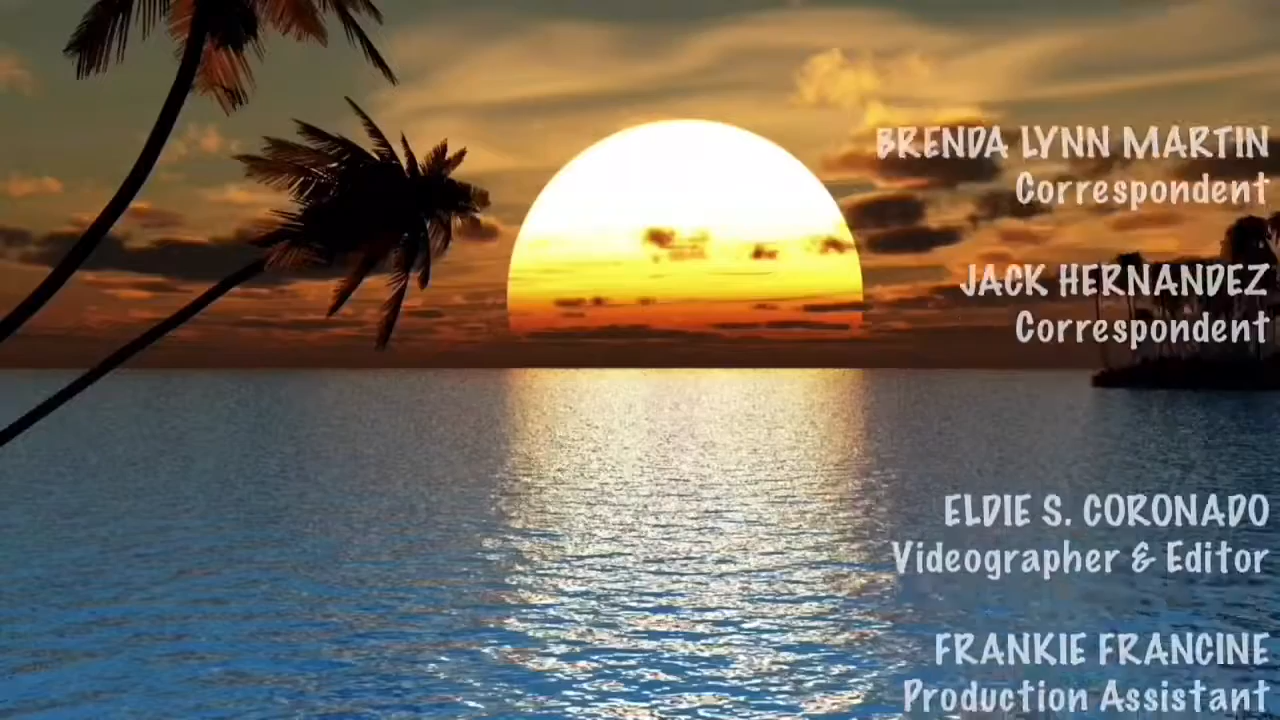 BRENDA LYNN MARTIN
Correspondent
JACK HERNANDEZ
Correspondent
ELDIE S. CORONADO
Videographer & Editor
FRANKIE FRANCINE
Production Assistant